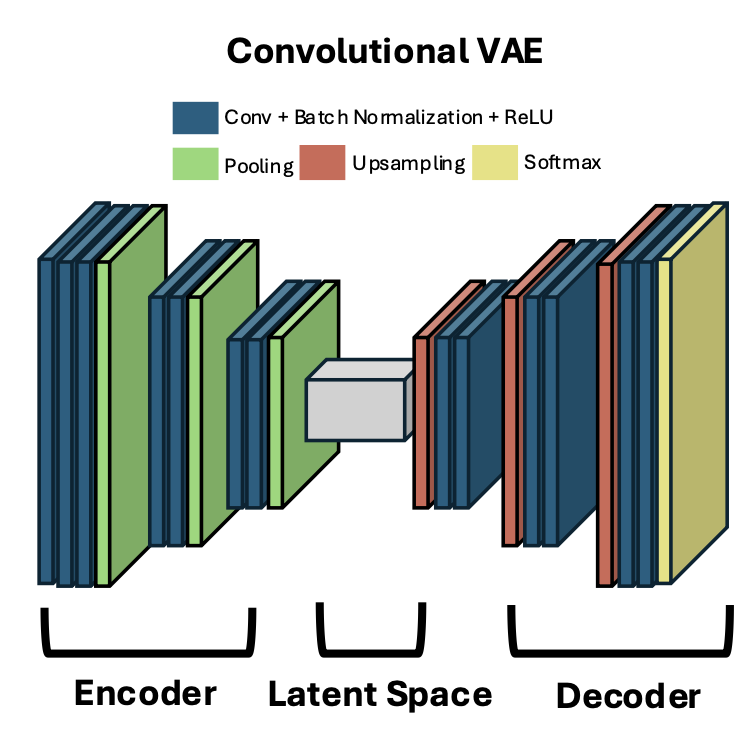 Convolutional VAE
Conv + Batch Normalization + ReLU
Pooling Upsampling Softmax
Encoder Latent Space Decoder